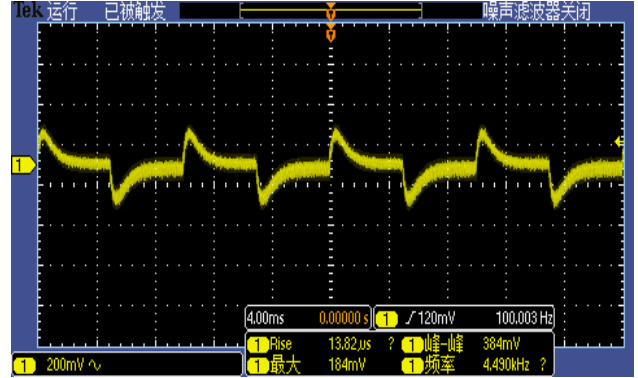 Tek 运行 已被触发 噪声滤波器关闭
1
4.00ms 0.00000 s 1 120mV 100.003 Hz
1 Rise 13.82µs ? 1 峰-峰 384mV
1 200mV 1 最大 184mV 1 频率 4.490kHz ?